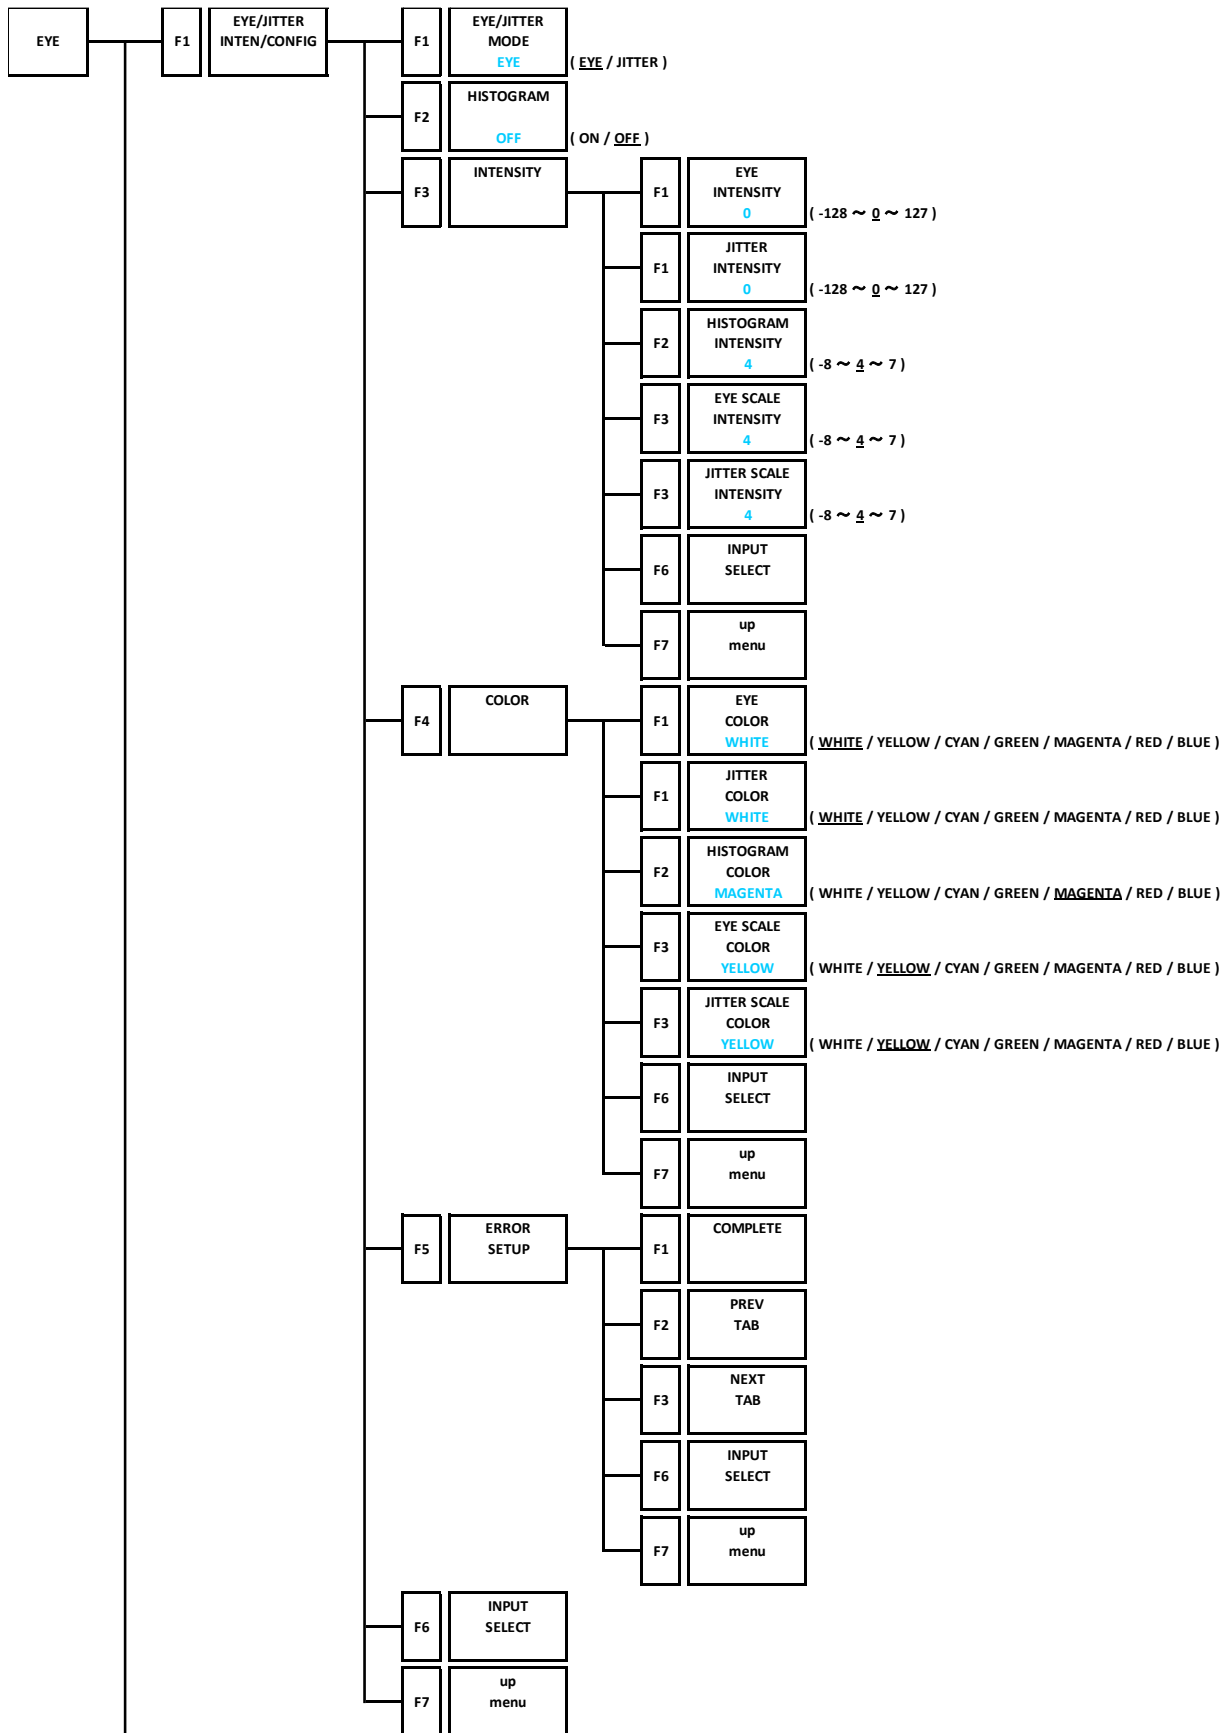 EYE
F1
EYE/JITTER
INTEN/CONFIG
F1
EYE/JITTER
MODE
EYE
( EYE / JITTER )
F2
HISTOGRAM
OFF
( ON / OFF )
F3
INTENSITY
F1
EYE
INTENSITY
0
( -128 ~ 0 ~ 127 )
F1
JITTER
INTENSITY
0
( -128 ~ 0 ~ 127 )
F2
HISTOGRAM
INTENSITY
4
( -8 ~ 4 ~ 7 )
F3
EYE SCALE
INTENSITY
4
( -8 ~ 4 ~ 7 )
F3
JITTER SCALE
INTENSITY
4
( -8 ~ 4 ~ 7 )
F6
INPUT
SELECT
F7
up
menu
F4
COLOR
F1
EYE
COLOR
WHITE
( WHITE / YELLOW / CYAN / GREEN / MAGENTA / RED / BLUE )
F1
JITTER
COLOR
WHITE
( WHITE / YELLOW / CYAN / GREEN / MAGENTA / RED / BLUE )
F2
HISTOGRAM
COLOR
MAGENTA
( WHITE / YELLOW / CYAN / GREEN / MAGENTA / RED / BLUE )
F3
EYE SCALE
COLOR
YELLOW
( WHITE / YELLOW / CYAN / GREEN / MAGENTA / RED / BLUE )
F3
JITTER SCALE
COLOR
YELLOW
( WHITE / YELLOW / CYAN / GREEN / MAGENTA / RED / BLUE )
F6
INPUT
SELECT
F7
up
menu
F5
ERROR
SETUP
F1
COMPLETE
F2
PREV
TAB
F3
NEXT
TAB
F6
INPUT
SELECT
F7
up
menu
F6
INPUT
SELECT
F7
up
menu